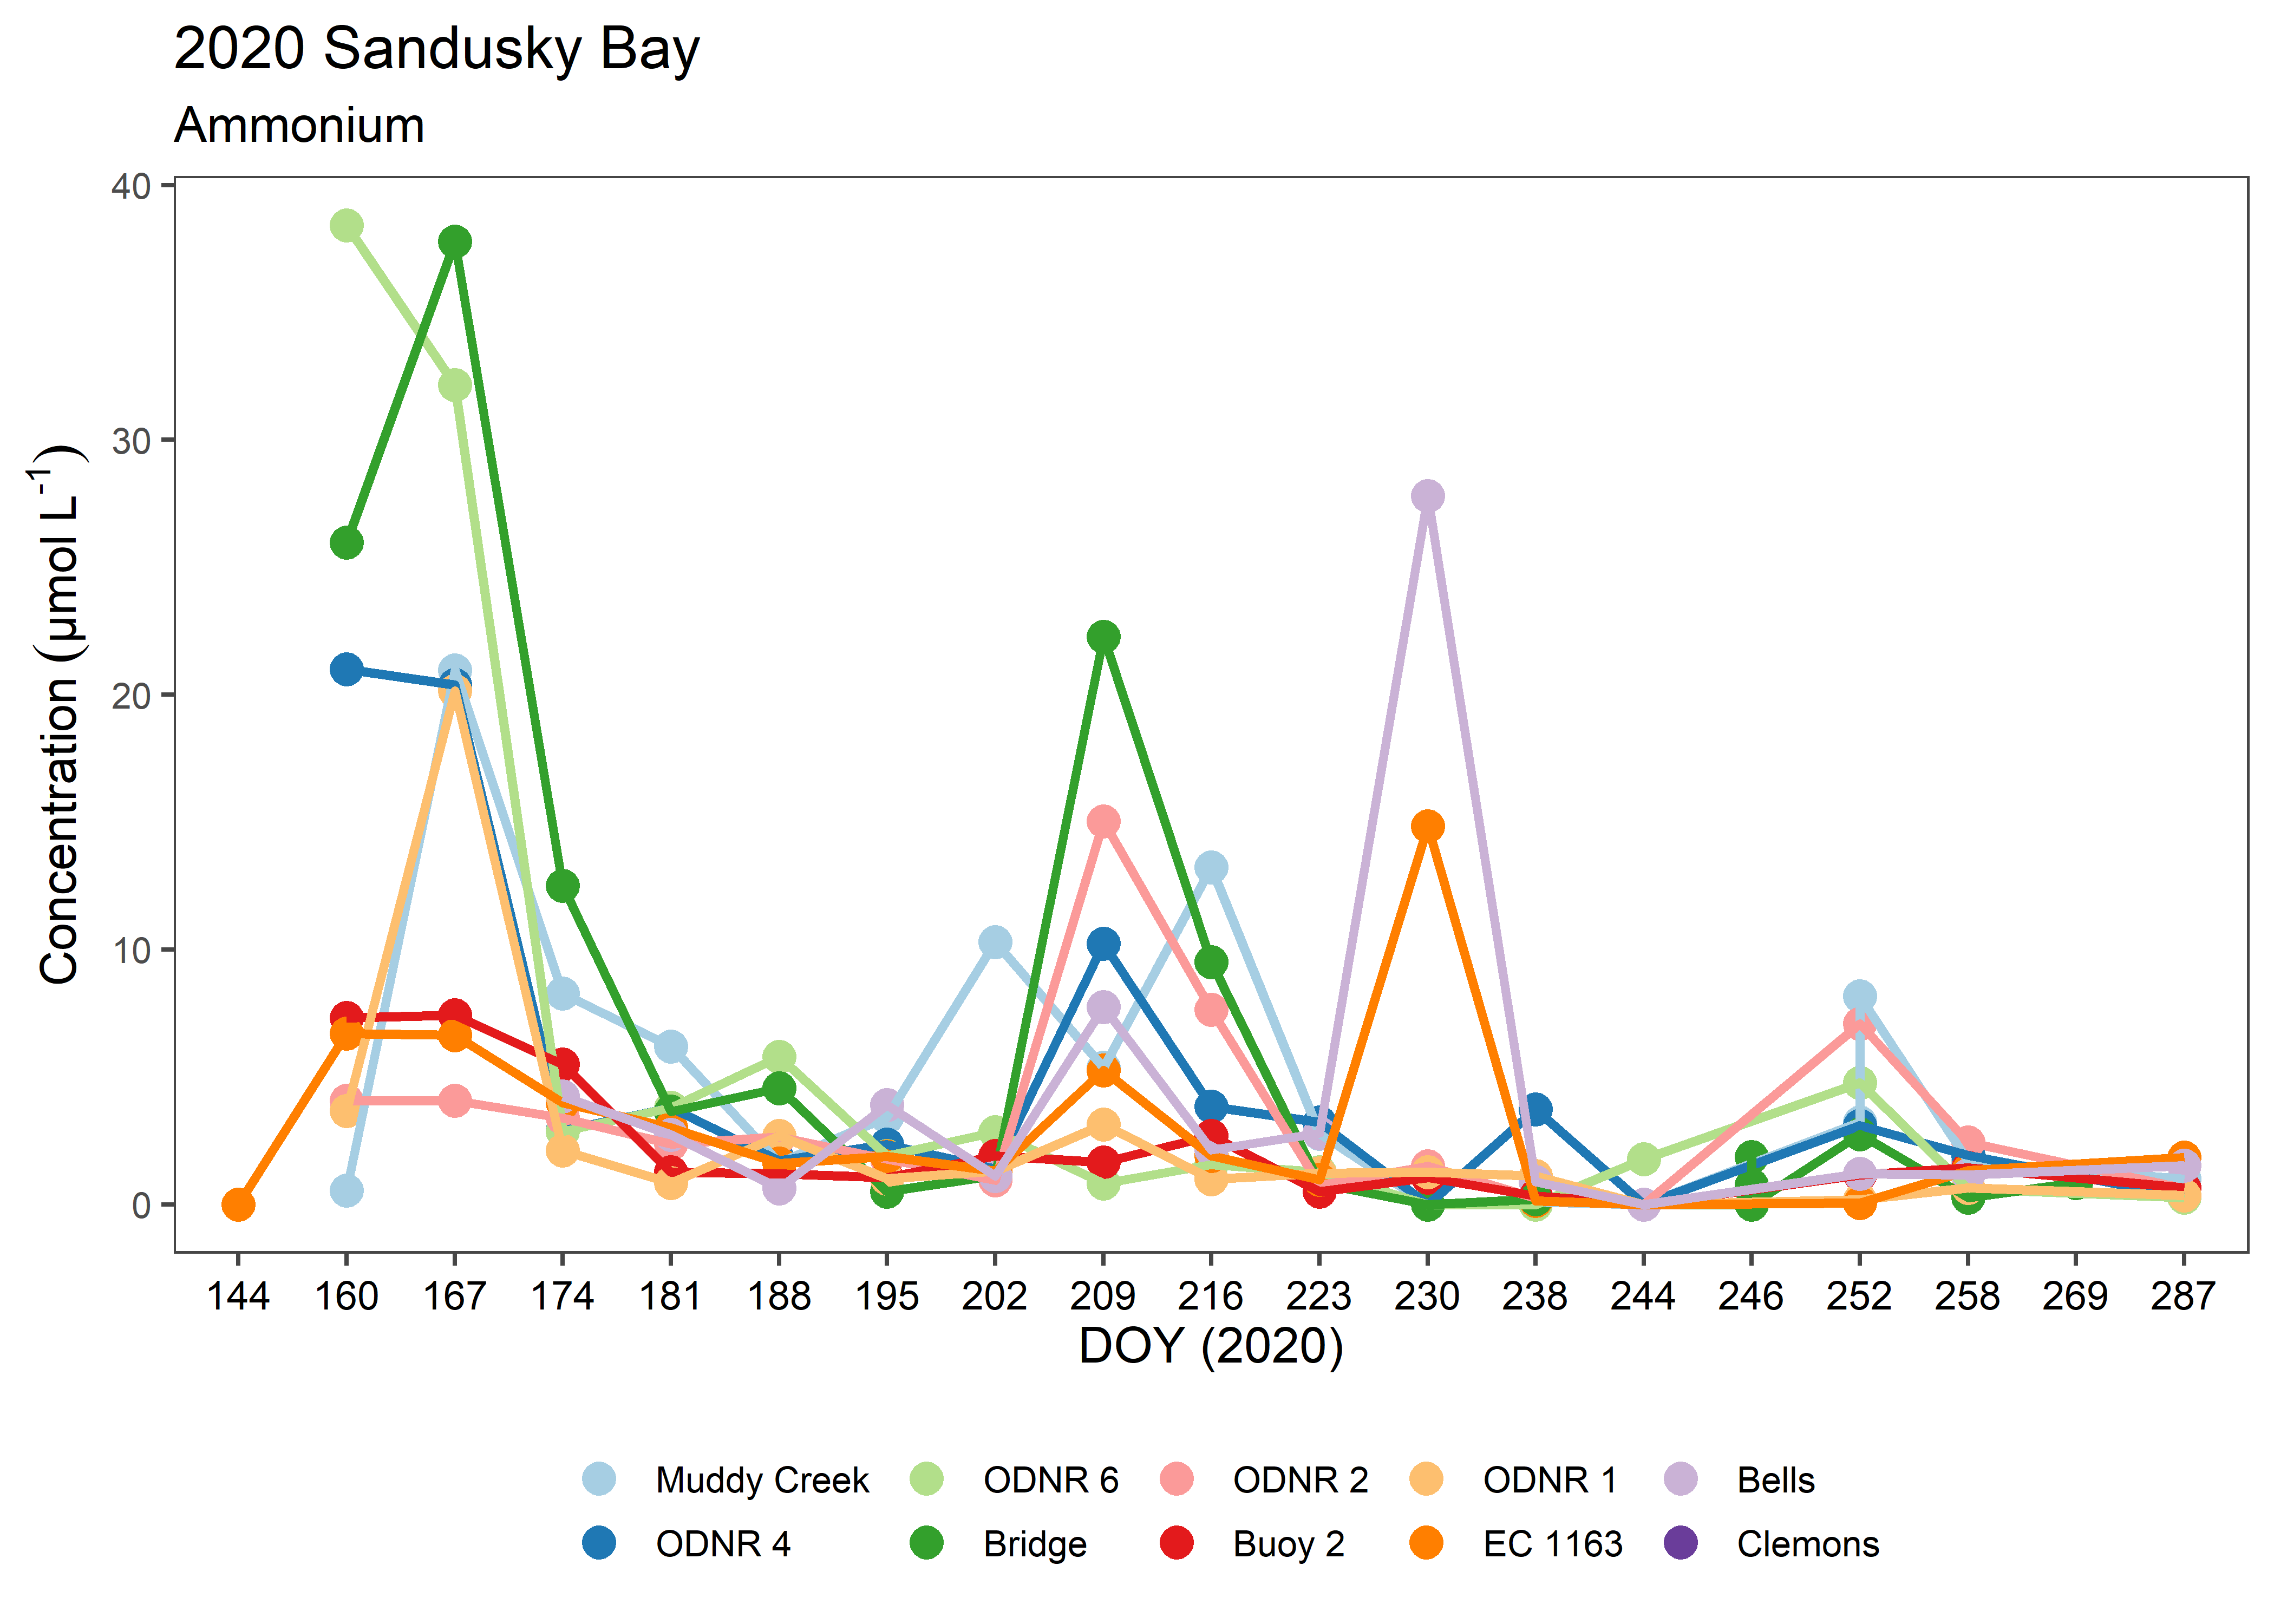 2020 Sandusky Bay
Ammonium
40
30
20
10
0
Concentration (µmol L⁻¹)
144 160 167 174 181 188 195 202 209 216 223 230 238 244 246 252 258 269 287
DOY (2020)
Muddy Creek ODNR 6 ODNR 2 ODNR 1 Bells
ODNR 4 Bridge Buoy 2 EC 1163 Clemons